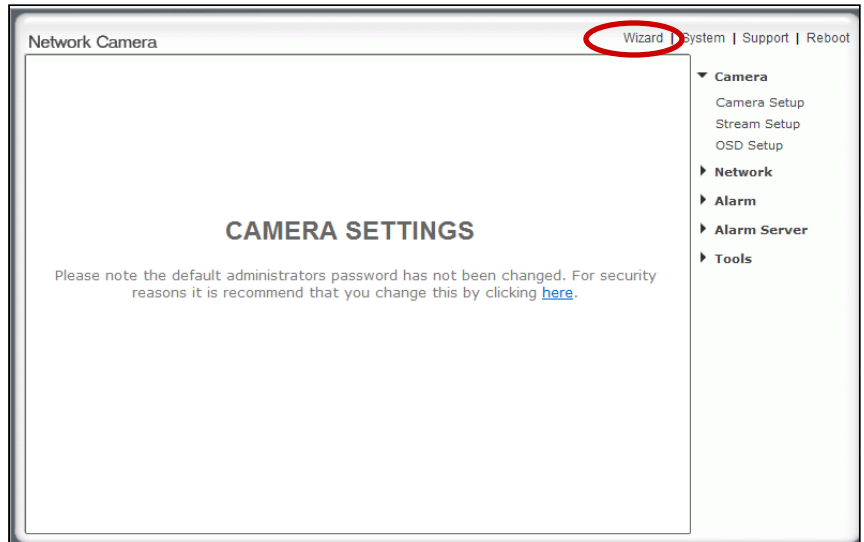 Network Camera
Wizard | System | Support | Reboot
CAMERA SETTINGS
Please note the default administrators password has not been changed. For security
reasons it is recommend that you change this by clicking here.
Camera
Camera Setup
Stream Setup
OSD Setup
Network
Alarm
Alarm Server
Tools